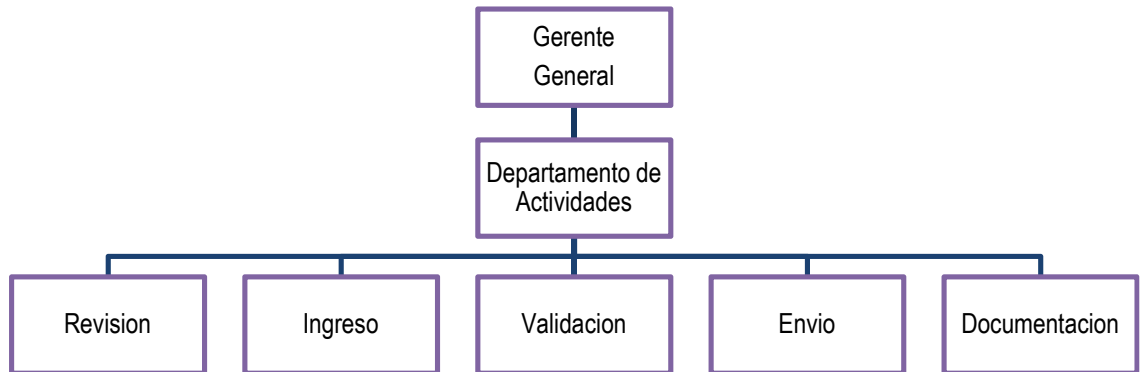 Gerente
General
Departamento de
Actividades
Revision
Ingreso
Validacion
Envio
Documentacion